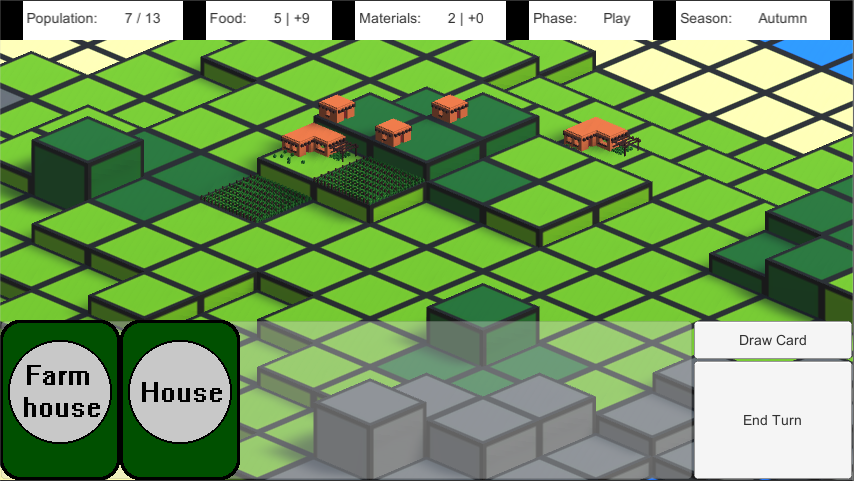 Population: 7 / 13 Food: 5 | +9 Materials: 2 | +0 Phase: Play Season: Autumn
Farm
house
House
Draw Card
End Turn